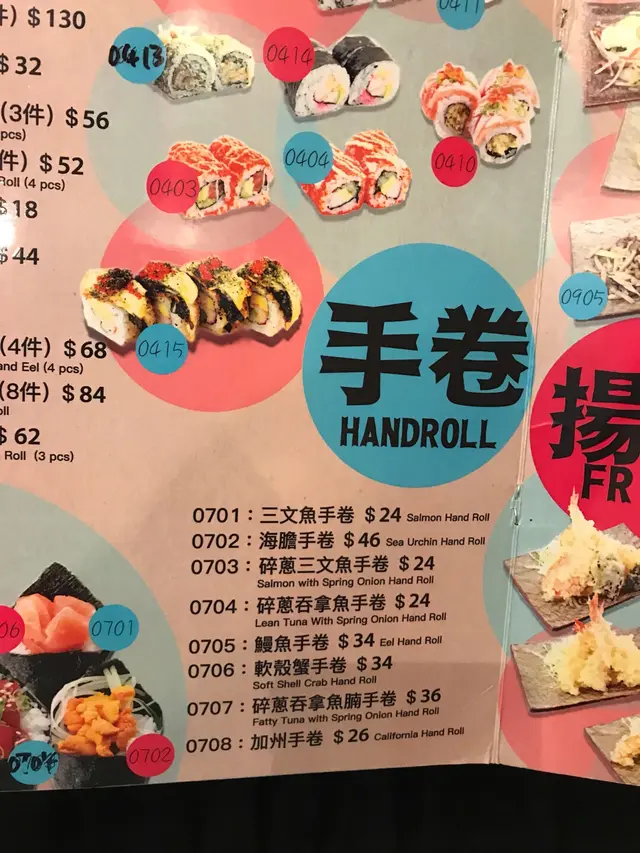 件) $130
0411
0413
0414
$32
(3件) $56
pcs)
0404
0410
件) $52
Roll (4 pcs)
0403
$18
$44
0415
(4件) $68
and Eel (4 pcs)
(8件) $84
oll
$62
Roll (3 pcs)
手卷
HANDROLL
0905
揚
FR
0701：三文魚手卷 $24 Salmon Hand Roll
0702：海膽手卷 $46 Sea Urchin Hand Roll
0703：碎蔥三文魚手卷 $24
Salmon with Spring Onion Hand Roll
0704：碎蔥吞拿魚手卷 $24
Lean Tuna With Spring Onion Hand Roll
0705：鰻魚手卷 $34 Eel Hand Roll
0706：軟殼蟹手卷 $34
Soft Shell Crab Hand Roll
0707：碎蔥吞拿魚腩手卷 $36
Fatty Tuna with Spring Onion Hand Roll
0708：加州手卷 $26 California Hand Roll
06
0701
0702